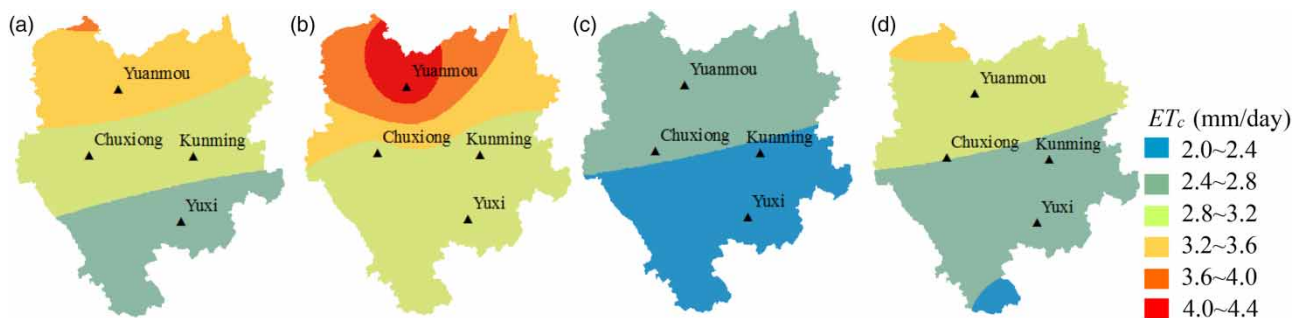 (a)
Yuanmou
Chuxiong
Kunming
Yuxi
(b)
Yuanmou
Chuxiong
Kunming
Yuxi
(c)
Yuanmou
Chuxiong
Kunming
Yuxi
(d)
Yuanmou
Chuxiong
Kunming
Yuxi
ETc (mm/day)
2.0~2.4
2.4~2.8
2.8~3.2
3.2~3.6
3.6~4.0
4.0~4.4